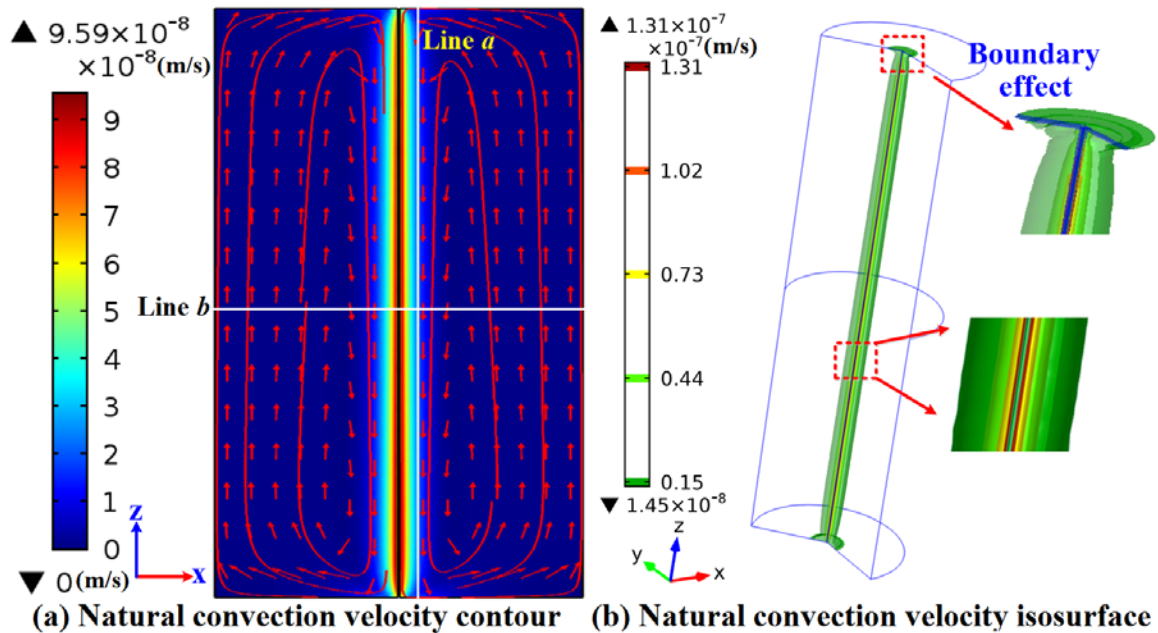 ▲ 9.59×10⁻⁸
×10⁻⁸(m/s)
9
8
7
6
5
4
3
2
1
0
▼ 0(m/s)
z
x
Line a
Line b
(a) Natural convection velocity contour
▲ 1.31×10⁻⁷
×10⁻⁷(m/s)
1.31
1.02
0.73
0.44
0.15
▼ 1.45×10⁻⁸
z
y
x
Boundary
effect
(b) Natural convection velocity isosurface